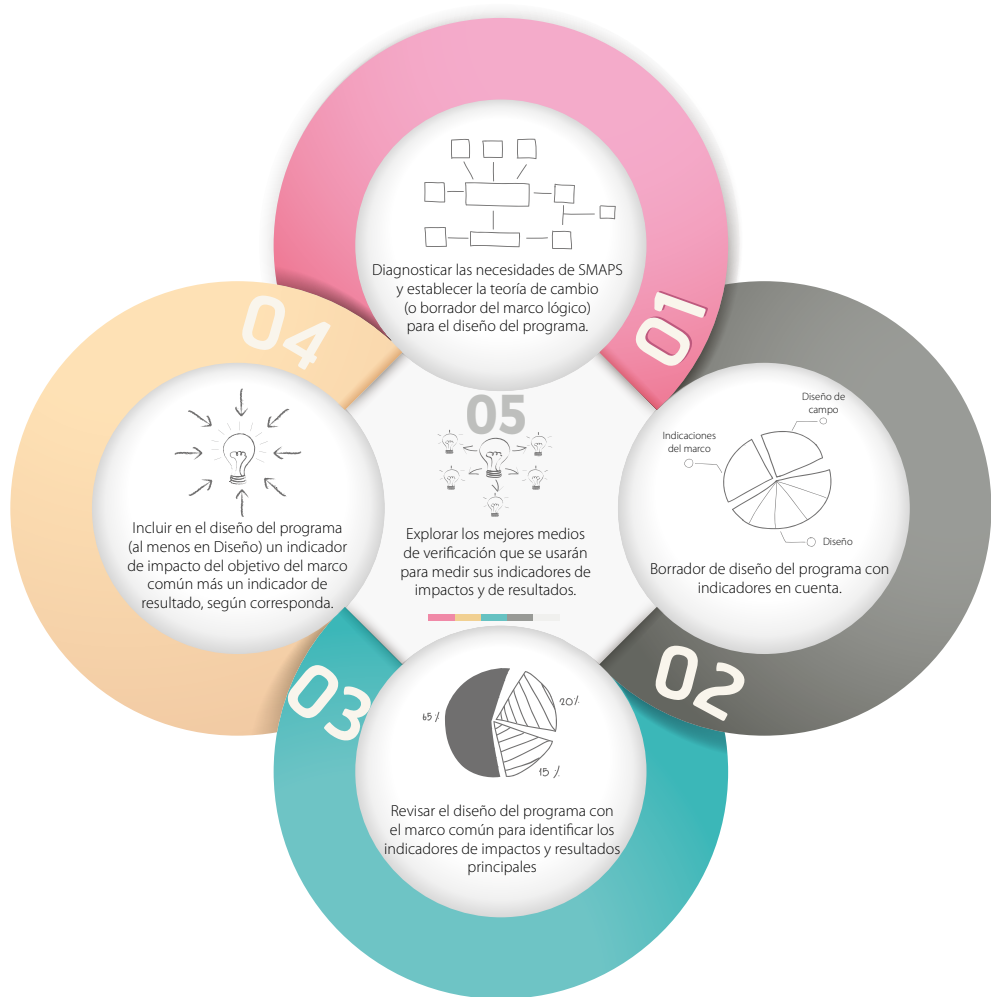 01
Diagnosticar las necesidades de SMAPS
y establecer la teoría de cambio
(o borrador del marco lógico)
para el diseño del programa.
02
Diseño de
campo
Indicaciones
del marco
Diseño
Borrador de diseño del programa con
indicadores en cuenta.
03
65 %
20%
15 %
Revisar el diseño del programa con
el marco común para identificar los
indicadores de impactos y resultados
principales
04
Incluir en el diseño del programa
(al menos en Diseño) un indicador
de impacto del objetivo del marco
común más un indicador de
resultado, según corresponda.
05
Explorar los mejores medios
de verificación que se usarán
para medir sus indicadores de
impactos y de resultados.